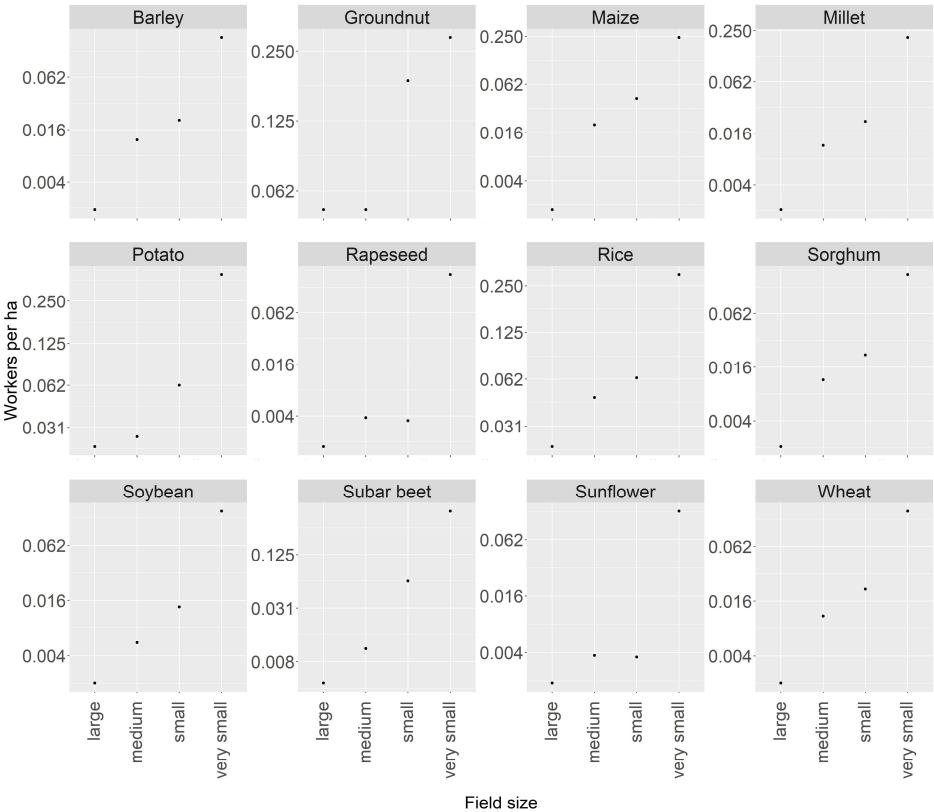 Barley Groundnut Maize Millet
0.062 0.016 0.004
0.250 0.125 0.062
0.250 0.062 0.016 0.004
0.250 0.062 0.016 0.004
Workers per ha
Potato Rapeseed Rice Sorghum
0.250 0.125 0.062 0.031
0.062 0.016 0.004
0.250 0.125 0.062 0.031
0.062 0.016 0.004
Soybean Subar beet Sunflower Wheat
0.062 0.016 0.004
0.125 0.031 0.008
0.062 0.016 0.004
0.062 0.016 0.004
large medium small very small
large medium small very small
large medium small very small
large medium small very small
Field size